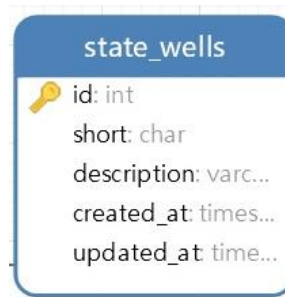 state_wells
id: int
short: char
description: varc...
created_at: times...
updated_at: time...